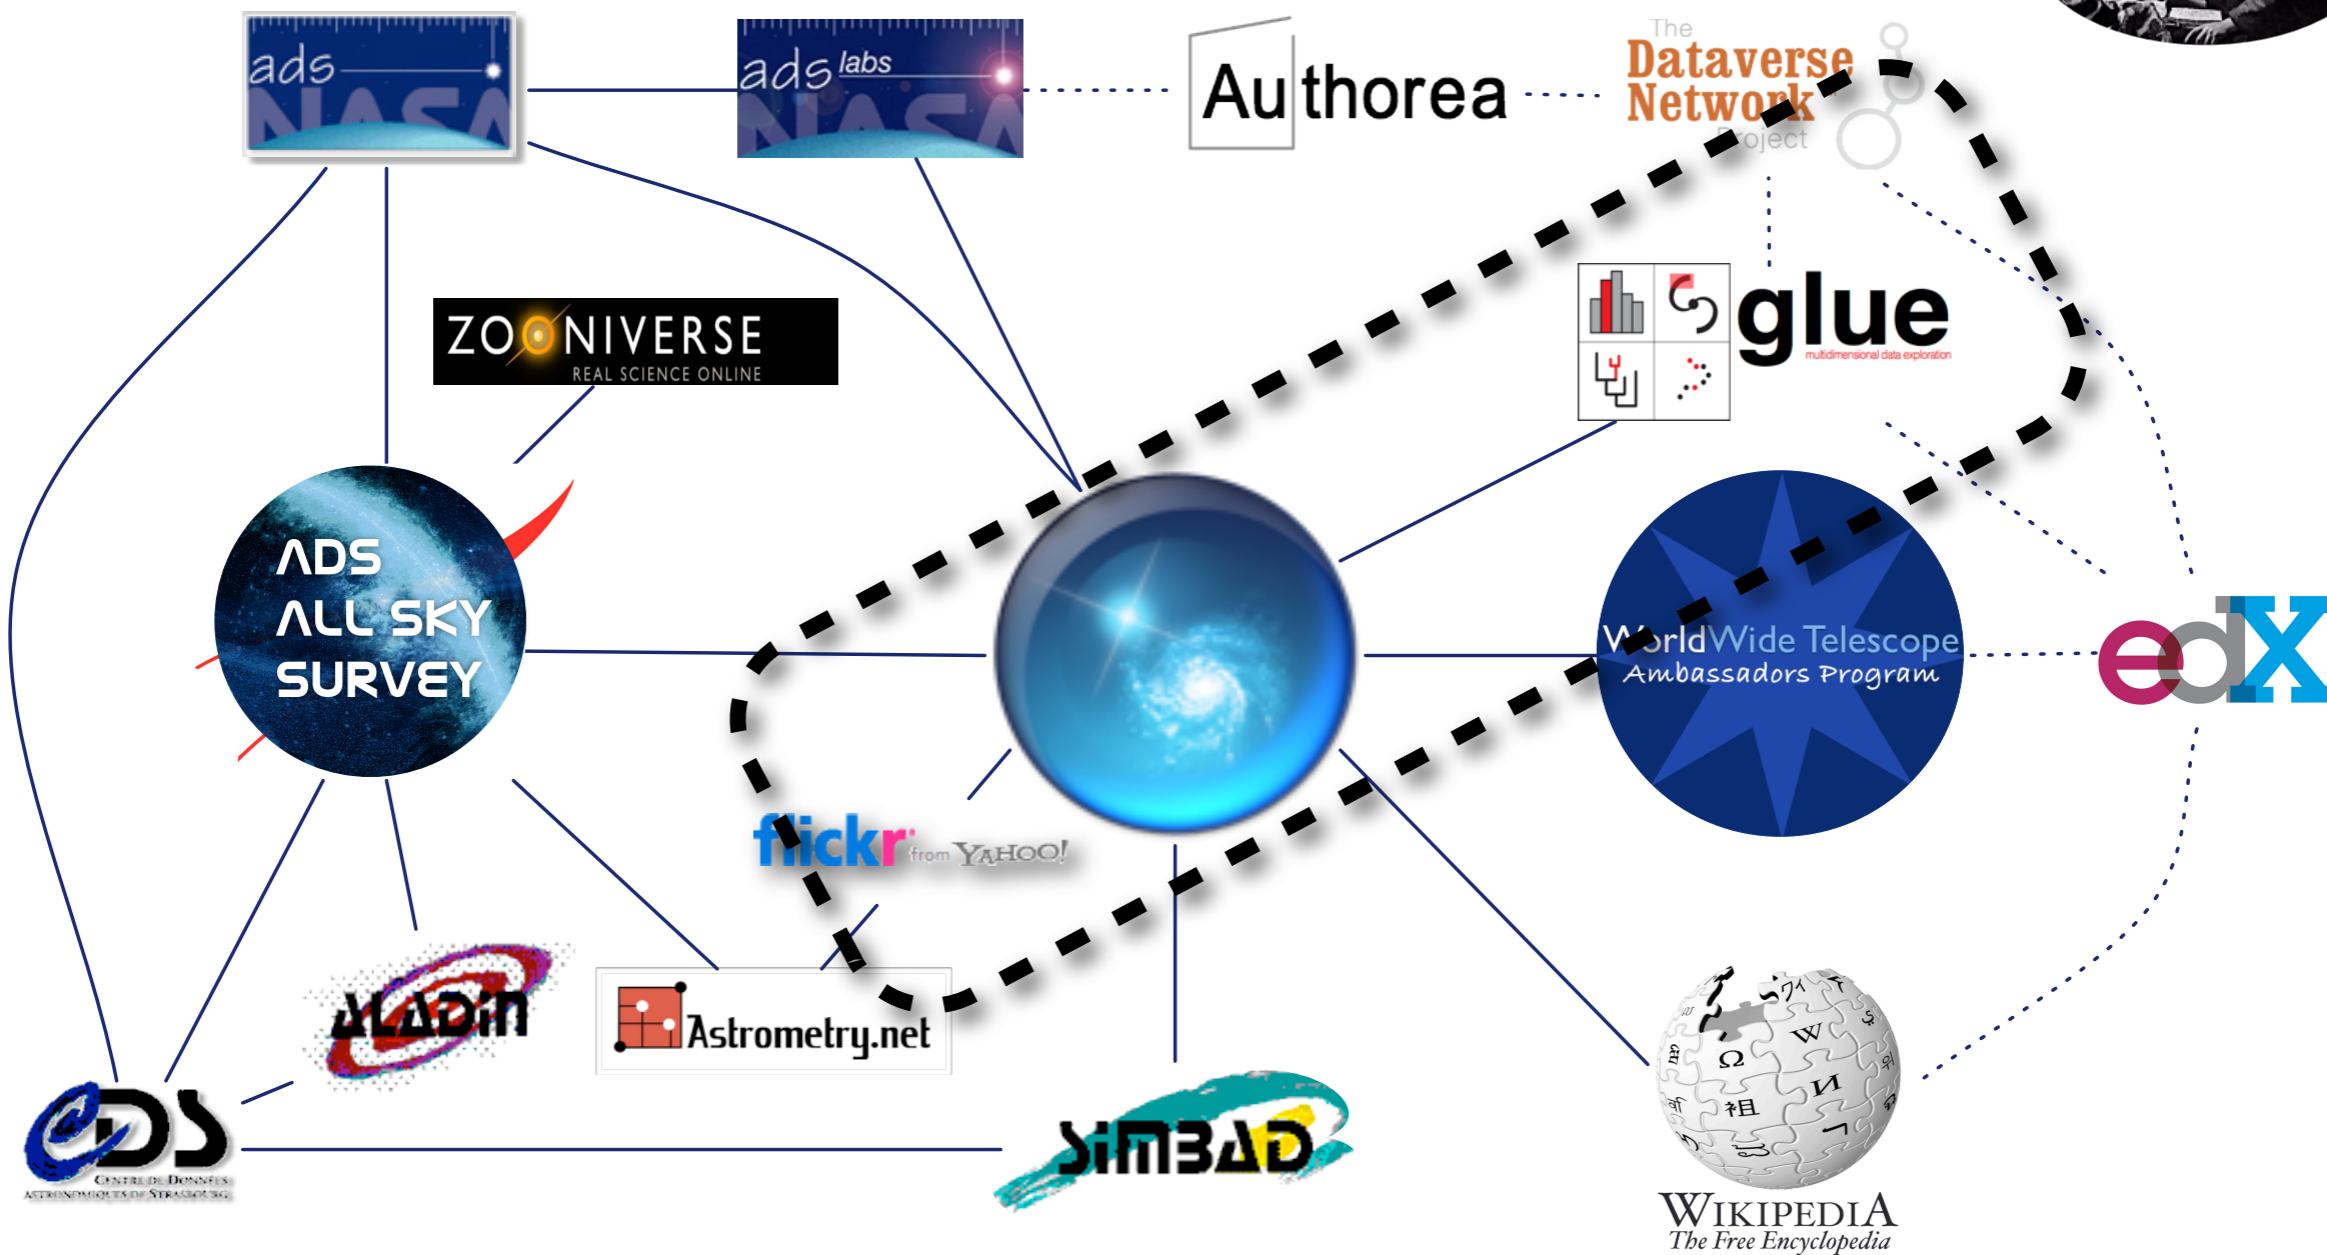 ads
NASA
ads labs
NASA
Authorea
The
Dataverse
Network
Project
ZOONIVERSE
REAL SCIENCE ONLINE
glue
multidimensional data exploration
ADS
ALL SKY
SURVEY
WorldWide Telescope
Ambassadors Program
edX
flickr from YAHOO!
ALADIN
Astrometry.net
CDS
CENTRE DE DONNÉES
ASTRONOMIQUES DE STRASBOURG
SIMBAD
Ω
W
И
祖
WIKIPEDIA
The Free Encyclopedia